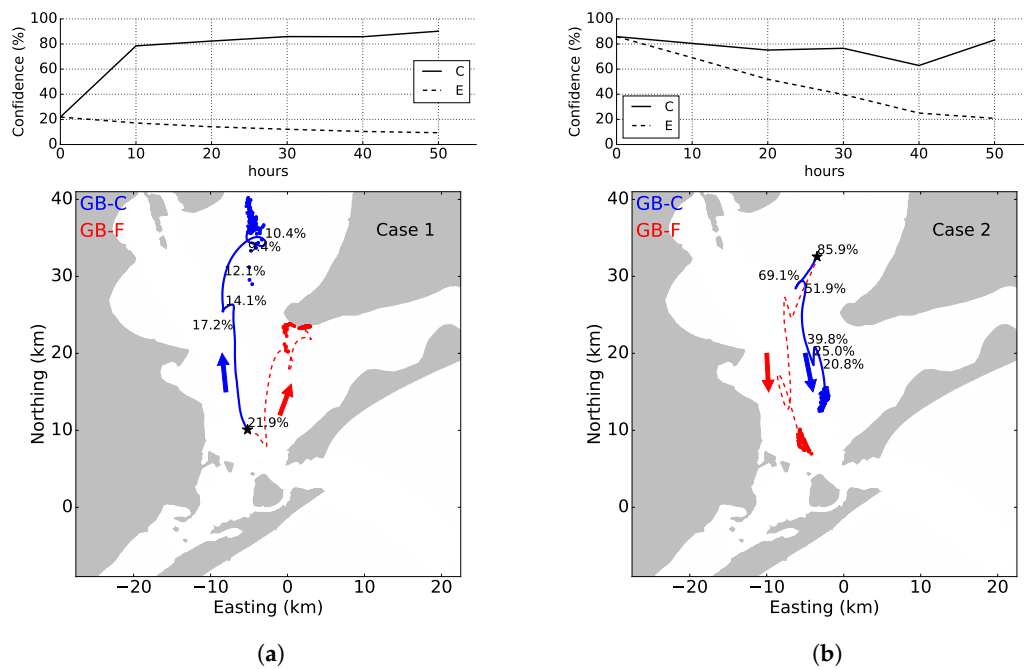 100
80
60
40
20
0
Confidence (%)
C
E
0 10 20 30 40 50
hours
40
30
20
10
0
Northing (km)
GB-C
GB-F
Case 1
10.4%
9.4%
12.1%
14.1%
17.2%
21.9%
−20 −10 0 10 20
Easting (km)
(a)
100
80
60
40
20
0
Confidence (%)
C
E
0 10 20 30 40 50
hours
40
30
20
10
0
Northing (km)
GB-C
GB-F
Case 2
85.9%
69.1%
51.9%
39.8%
25.0%
20.8%
−20 −10 0 10 20
Easting (km)
(b)